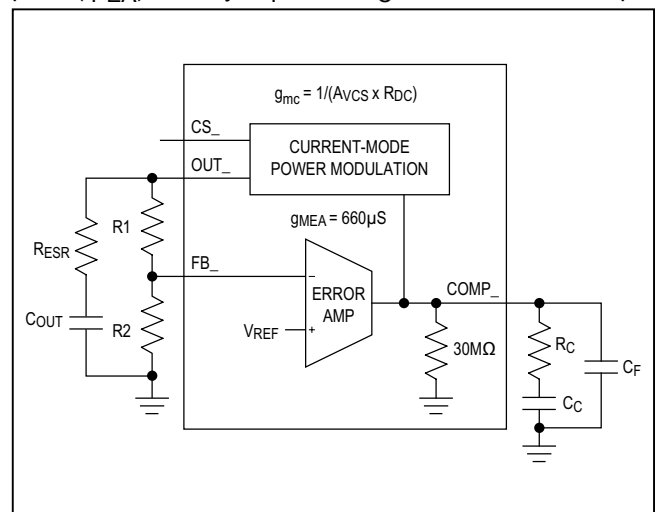 gmc = 1/(AVCS x RDC)
CS_
CURRENT-MODE
POWER MODULATION
OUT_
R1
gMEA = 660µS
RESR
FB_
ERROR
AMP
COMP_
COUT
R2
VREF
30MΩ
RC
CF
CC